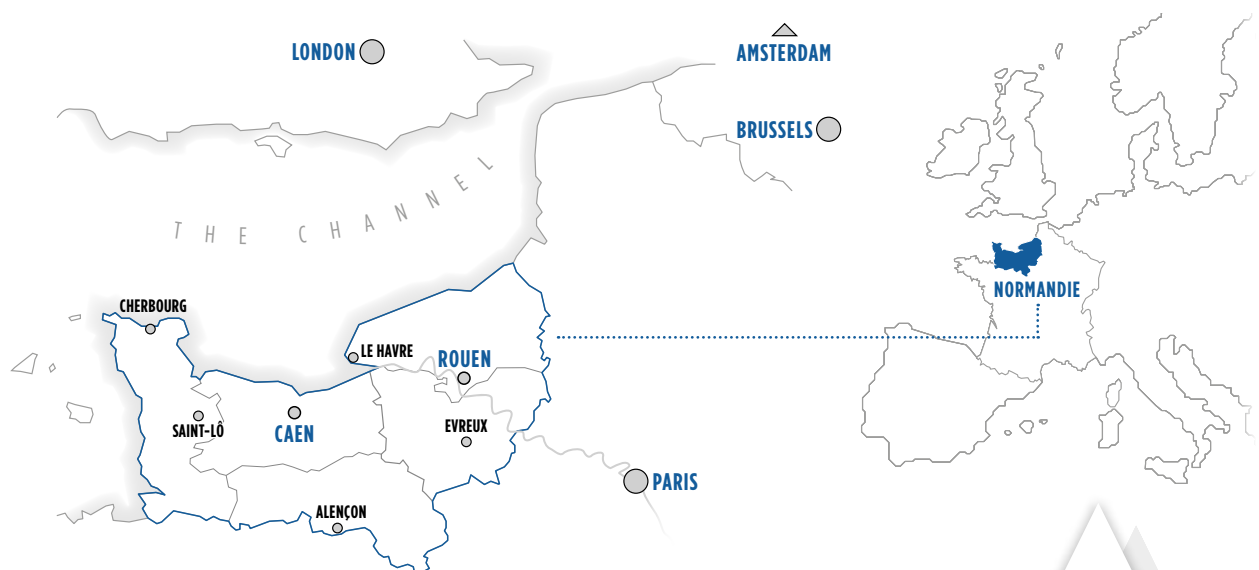 LONDON
AMSTERDAM
BRUSSELS
THE CHANNEL
NORMANDIE
CHERBOURG
LE HAVRE
ROUEN
SAINT-LÔ
CAEN
EVREUX
PARIS
ALENÇON